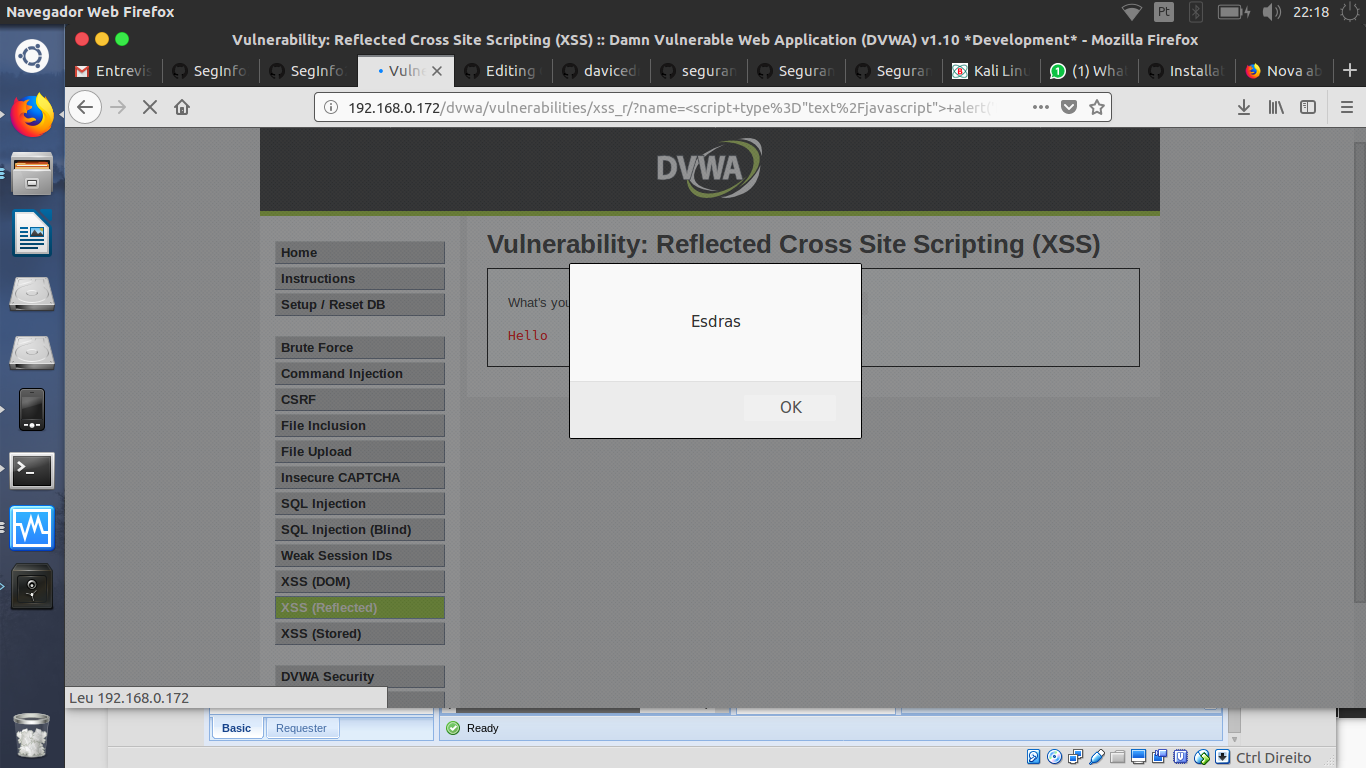 Navegador Web Firefox
Pt
22:18
Vulnerability: Reflected Cross Site Scripting (XSS) :: Damn Vulnerable Web Application (DVWA) v1.10 *Development* - Mozilla Firefox
Entrevis SegInfo SegInfo Vuln Editing daviced seguran Seguran Seguran Kali Linu (1) What Installat Nova ab
192.168.0.172/dvwa/vulnerabilities/xss_r/?name=<script+type%3D"text%2Fjavascript">+alert(
DVWA
Vulnerability: Reflected Cross Site Scripting (XSS)
What's you
Hello
Esdras
OK
Home
Instructions
Setup / Reset DB
Brute Force
Command Injection
CSRF
File Inclusion
File Upload
Insecure CAPTCHA
SQL Injection
SQL Injection (Blind)
Weak Session IDs
XSS (DOM)
XSS (Reflected)
XSS (Stored)
DVWA Security
Leu 192.168.0.172
Basic Requester Ready
Ctrl Direito